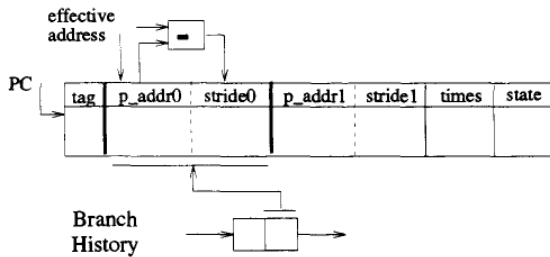 effective
address
-
PC
tag p_addr0 stride0 p_addr1 stride1 times state
Branch
History